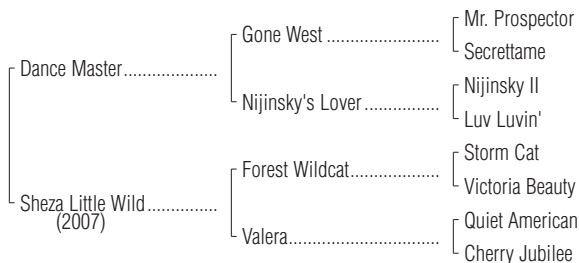 Mr. Prospector
Gone West ........................
Secrettame
Dance Master....................
Nijinsky II
Nijinsky's Lover ................
Luv Luvin'
Storm Cat
Forest Wildcat...................
Victoria Beauty
Sheza Little Wild...............
(2007)
Quiet American
Valera................................
Cherry Jubilee